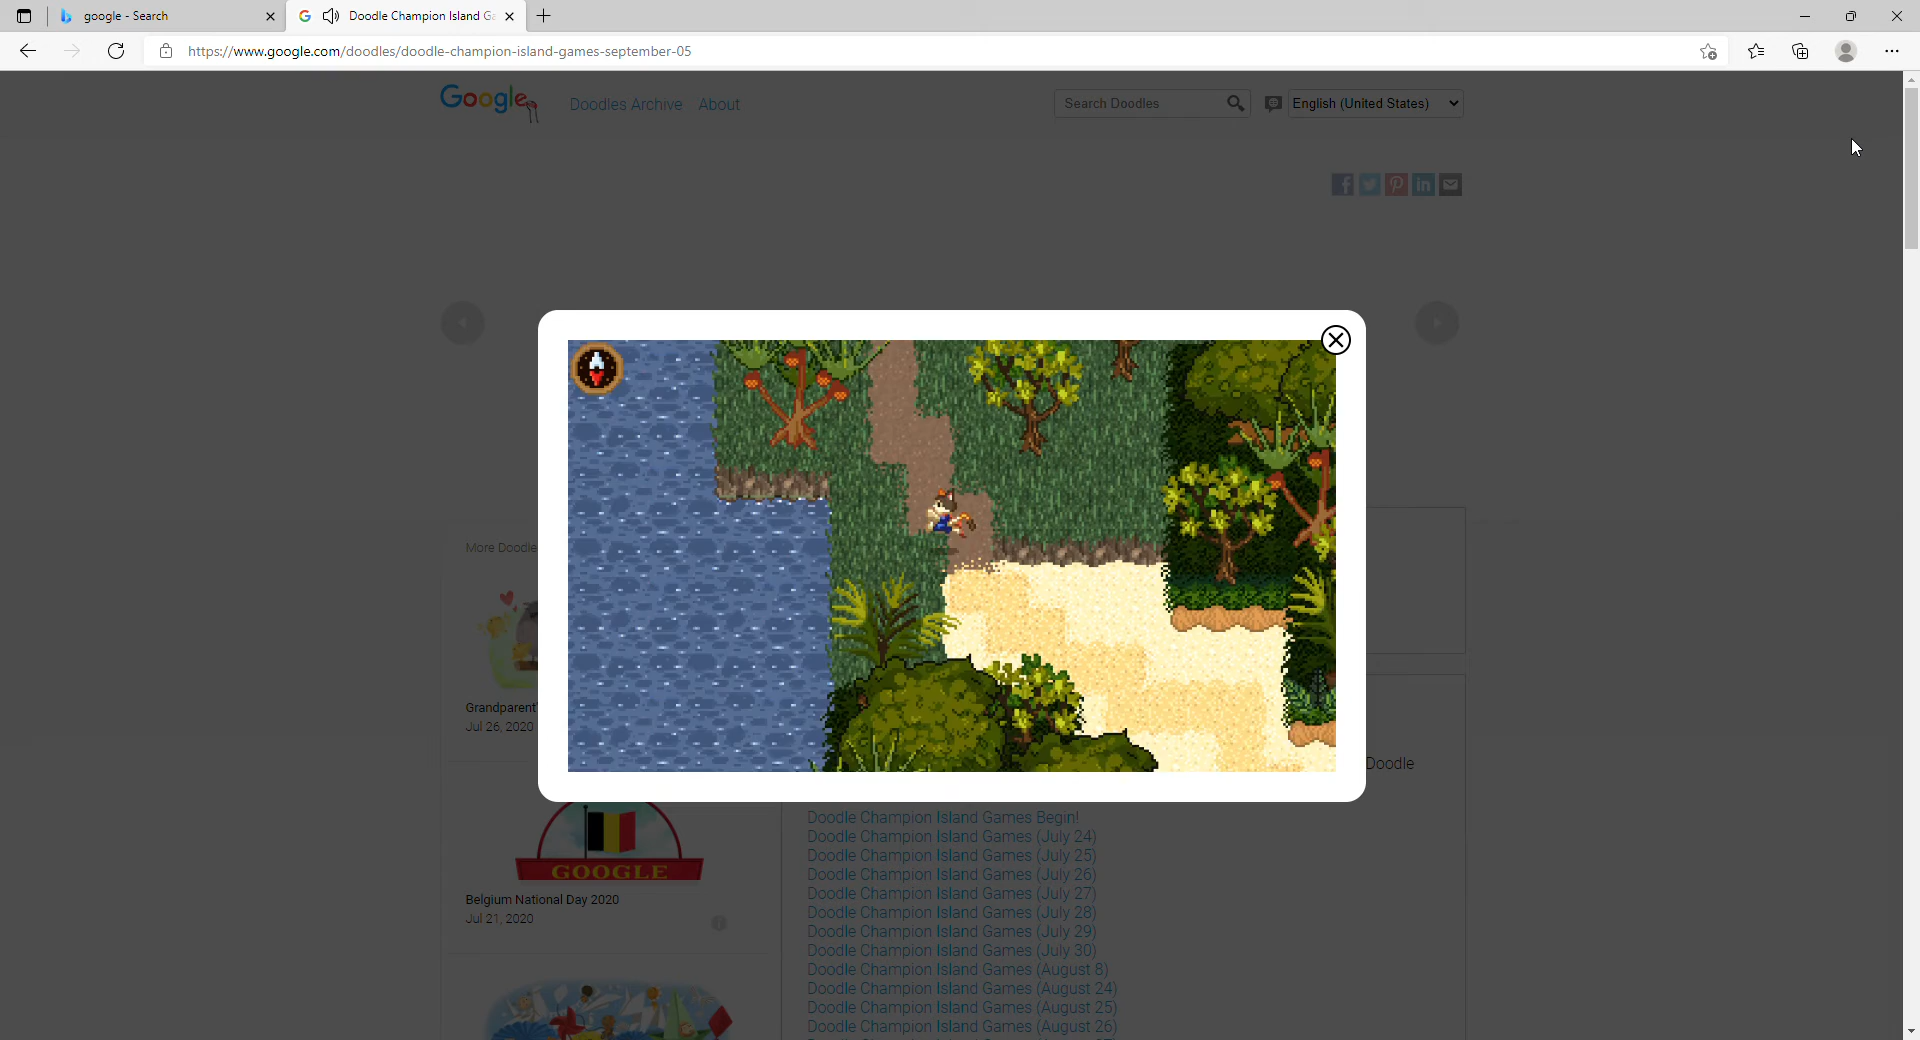 google - Search
Doodle Champion Island Ga
https://www.google.com/doodles/doodle-champion-island-games-september-05
Google
Doodles Archive
About
Search Doodles
English (United States)
More Doodle
Grandparent'
Jul 26, 2020
Doodle
GOOGLE
Belgium National Day 2020
Jul 21, 2020
Doodle Champion Island Games Begin!
Doodle Champion Island Games (July 24)
Doodle Champion Island Games (July 25)
Doodle Champion Island Games (July 26)
Doodle Champion Island Games (July 27)
Doodle Champion Island Games (July 28)
Doodle Champion Island Games (July 29)
Doodle Champion Island Games (July 30)
Doodle Champion Island Games (August 8)
Doodle Champion Island Games (August 24)
Doodle Champion Island Games (August 25)
Doodle Champion Island Games (August 26)